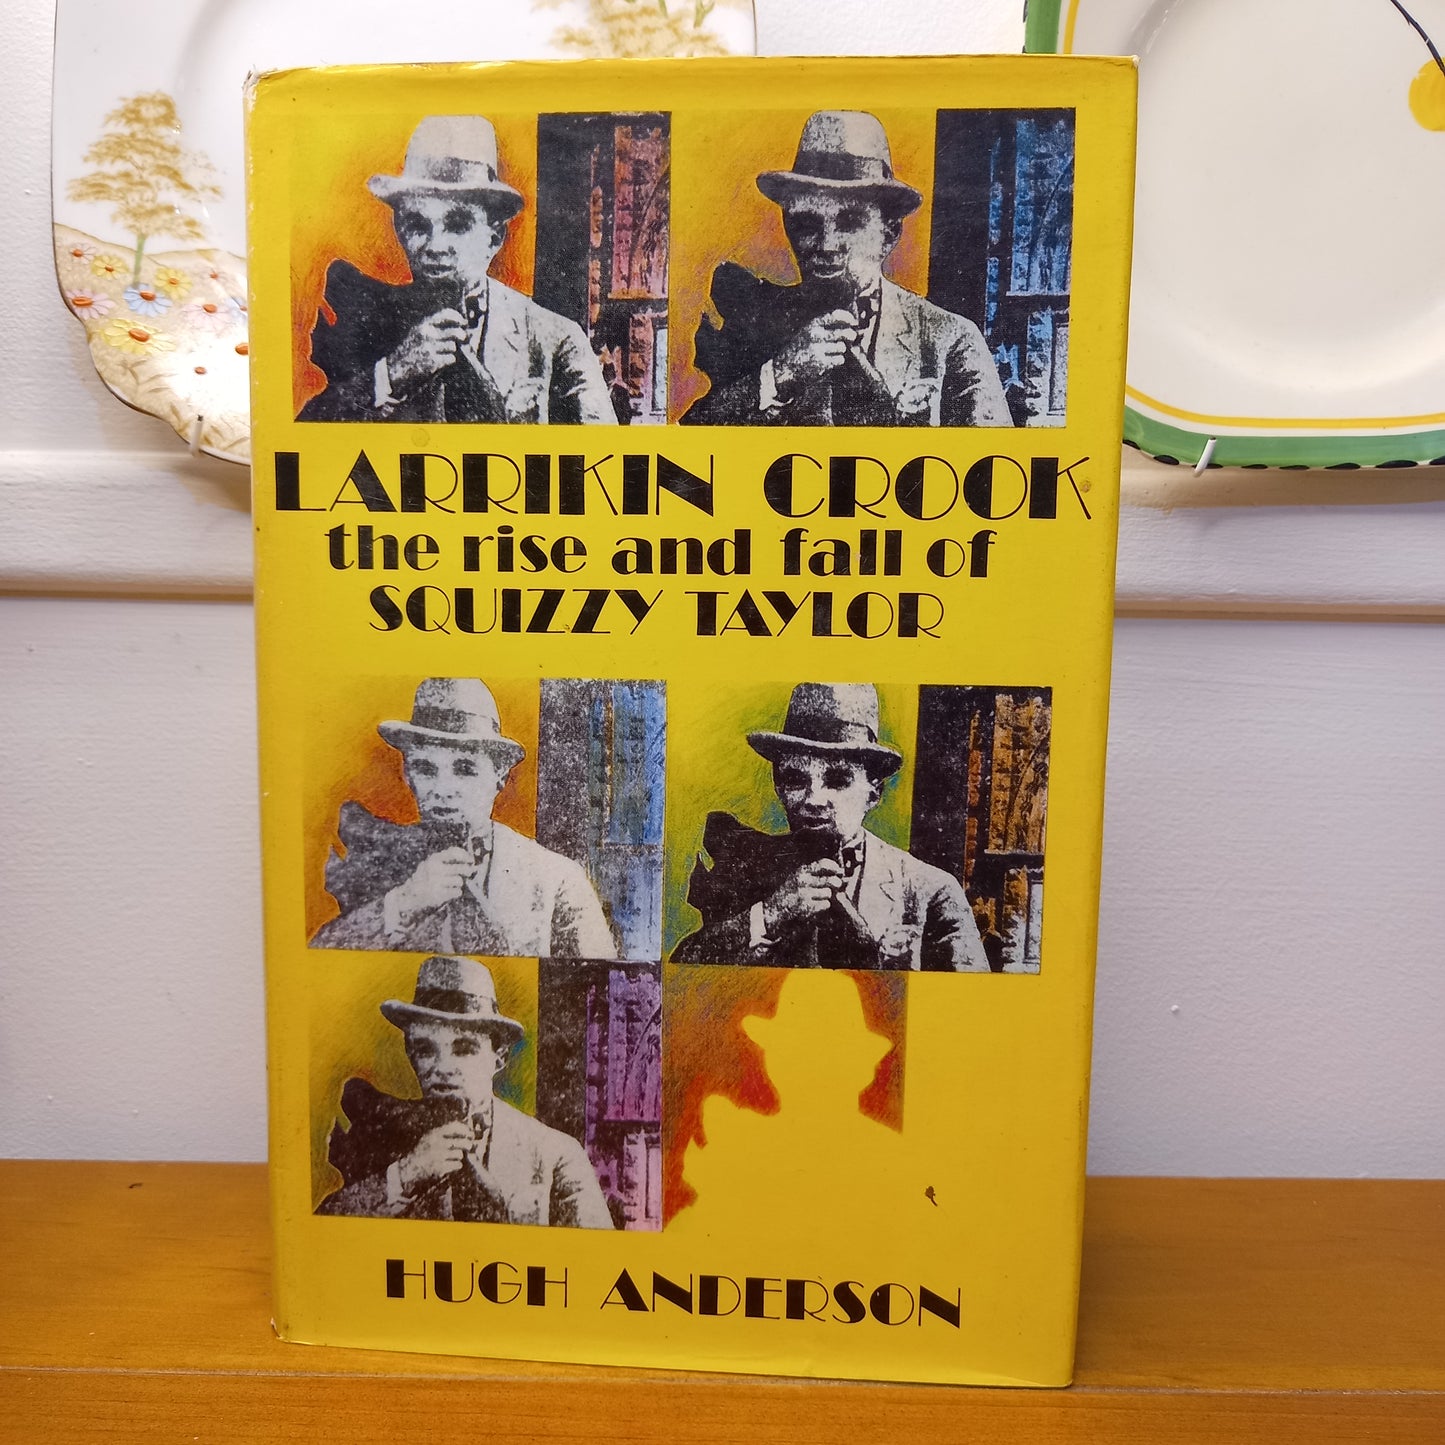 LARRIKIN CROOK
the rise and fall of
SQUIZZY TAYLOR
HUGH ANDERSON